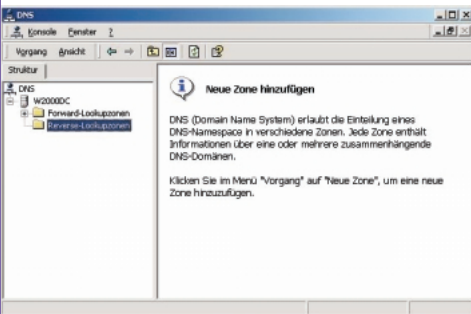 DNS
Konsole Fenster ?
Vorgang Ansicht
Struktur
DNS
W2000DC
Forward-Lookupzonen
Reverse-Lookupzonen
Neue Zone hinzufügen
DNS (Domain Name System) erlaubt die Einteilung eines
DNS-Namespace in verschiedene Zonen. Jede Zone enthält
Informationen über eine oder mehrere zusammenhängende
DNS-Domänen.
Klicken Sie im Menü "Vorgang" auf "Neue Zone", um eine neue
Zone hinzuzufügen.